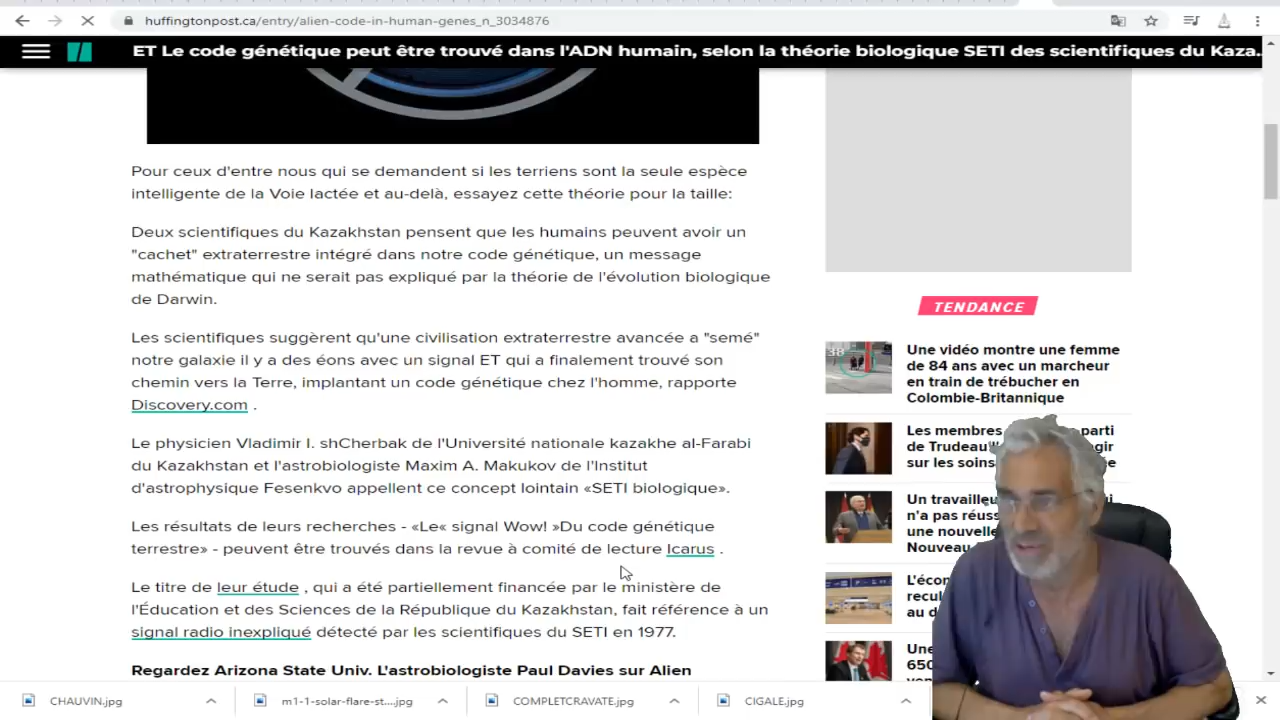 huffingtonpost.ca/entry/alien-code-in-human-genes_n_3034876
ET Le code génétique peut être trouvé dans l'ADN humain, selon la théorie biologique SETI des scientifiques du Kaza...
Pour ceux d'entre nous qui se demandent si les terriens sont la seule espèce
intelligente de la Voie lactée et au-delà, essayez cette théorie pour la taille:
Deux scientifiques du Kazakhstan pensent que les humains peuvent avoir un
"cachet" extraterrestre intégré dans notre code génétique, un message
mathématique qui ne serait pas expliqué par la théorie de l'évolution biologique
de Darwin.
Les scientifiques suggèrent qu'une civilisation extraterrestre avancée a "semé"
notre galaxie il y a des éons avec un signal ET qui a finalement trouvé son
chemin vers la Terre, implantant un code génétique chez l'homme, rapporte
Discovery.com .
Le physicien Vladimir I. shCherbak de l'Université nationale kazakhe al-Farabi
du Kazakhstan et l'astrobiologiste Maxim A. Makukov de l'Institut
d'astrophysique Fesenkvo appellent ce concept lointain «SETI biologique».
Les résultats de leurs recherches - «Le« signal Wow! »Du code génétique
terrestre» - peuvent être trouvés dans la revue à comité de lecture Icarus .
Le titre de leur étude , qui a été partiellement financée par le ministère de
l'Éducation et des Sciences de la République du Kazakhstan, fait référence à un
signal radio inexpliqué détecté par les scientifiques du SETI en 1977.
Regardez Arizona State Univ. L'astrobiologiste Paul Davies sur Alien
TENDANCE
Une vidéo montre une femme
de 84 ans avec un marcheur
en train de trébucher en
Colombie-Britannique
Les membres parti
de Trudeau gir
sur les soins
Un travailleu
n'a pas réus
une nouvelle
Nouveau
L'éco
recul
au d
Une
650
CHAUVIN.jpg
m1-1-solar-flare-st....jpg
COMPLETCRAVATE.jpg
CIGALE.jpg